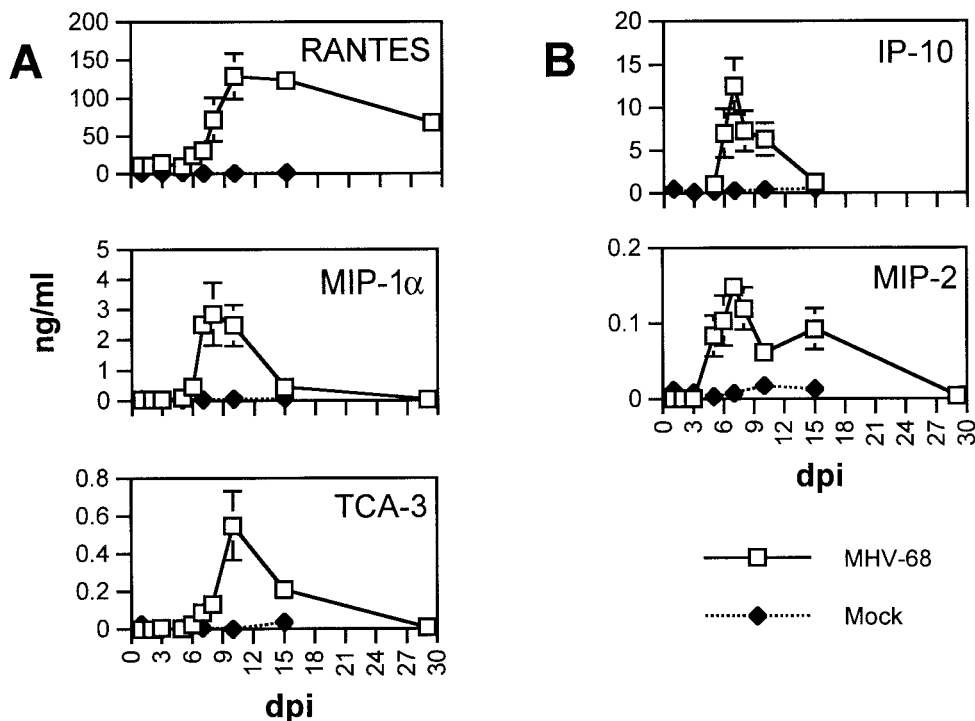 A
RANTES
200
150
100
50
0
MIP-1α
5
4
3
2
1
0
ng/ml
TCA-3
0.8
0.6
0.4
0.2
0
0 3 6 9 12 15 18 21 24 27 30
dpi
B
IP-10
20
15
10
5
0
MIP-2
0.2
0.1
0
0 3 6 9 12 15 18 21 24 27 30
dpi
MHV-68
Mock